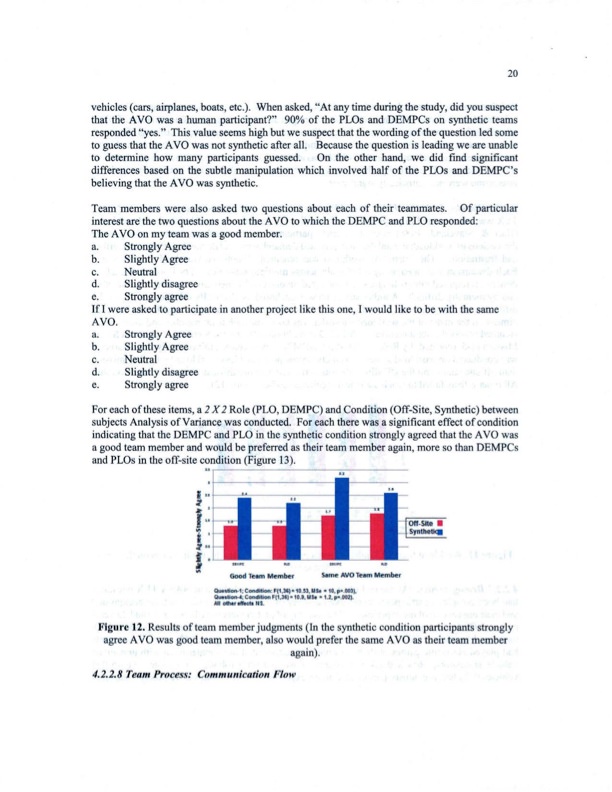 20
vehicles (cars, airplanes, boats, etc.). When asked, “At any time during the study, did you suspect
that the AVO was a human participant?” 90% of the PLOs and DEMPCs on synthetic teams
responded “yes.” This value seems high but we suspect that the wording of the question led some
to guess that the AVO was not synthetic after all. Because the question is leading we are unable
to determine how many participants guessed. On the other hand, we did find significant
differences based on the subtle manipulation which involved half of the PLOs and DEMPC’s
believing that the AVO was synthetic.
Team members were also asked two questions about each of their teammates. Of particular
interest are the two questions about the AVO to which the DEMPC and PLO responded:
The AVO on my team was a good member.
a. Strongly Agree
b. Slightly Agree
c. Neutral
d. Slightly disagree
e. Strongly agree
If I were asked to participate in another project like this one, I would like to be with the same
AVO.
a. Strongly Agree
b. Slightly Agree
c. Neutral
d. Slightly disagree
e. Strongly agree
For each of these items, a 2 X 2 Role (PLO, DEMPC) and Condition (Off-Site, Synthetic) between
subjects Analysis of Variance was conducted. For each there was a significant effect of condition
indicating that the DEMPC and PLO in the synthetic condition strongly agreed that the AVO was
a good team member and would be preferred as their team member again, more so than DEMPCs
and PLOs in the off-site condition (Figure 13).
Slightly Agree-Strongly Agree
Off-Site
Synthetic
DEMPC PLO DEMPC PLO
Good Team Member Same AVO Team Member
Question-1; Condition: F(1,36) = 10.53, MSe = 10, p=.003),
Question-4; Condition F(1,36) = 10.9, MSe = 1.2, p=.002).
All other effects NS.
Figure 12. Results of team member judgments (In the synthetic condition participants strongly
agree AVO was good team member, also would prefer the same AVO as their team member
again).
4.2.2.8 Team Process: Communication Flow